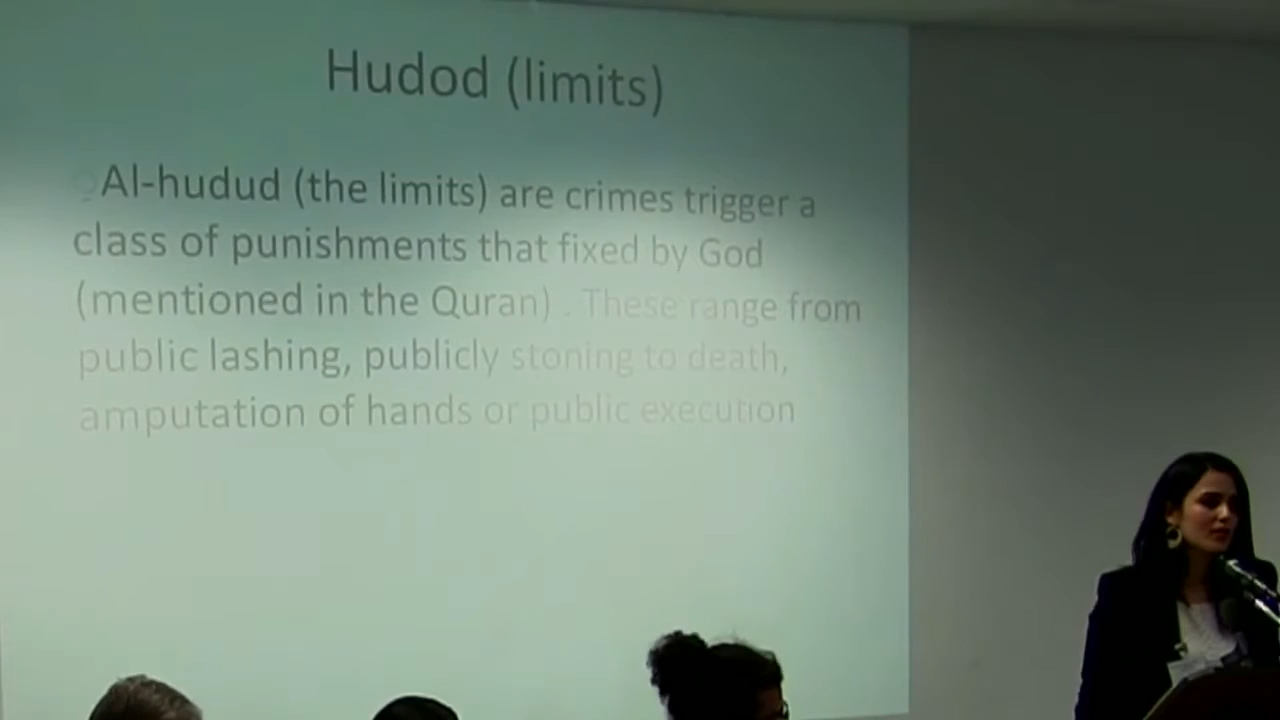 Hudod (limits)
Al-hudud (the limits) are crimes trigger a
class of punishments that fixed by God
(mentioned in the Quran) . These range from
public lashing, publicly stoning to death,
amputation of hands or public execution